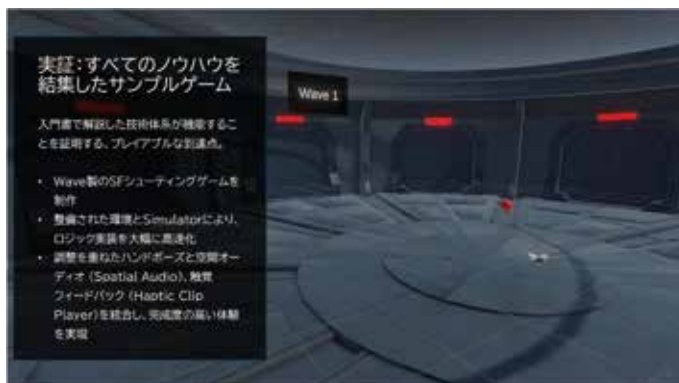 実証：すべてのノウハウを
結集したサンプルゲーム
入門書で解説した技術体系が機能するこ
とを証明する、プレイアブルな到達点。
• Wave製のSFシューティングゲームを
制作
• 整備された環境とSimulatorにより、
ロジック実装を大幅に高速化
• 調整を重ねたハンドポーズと空間オー
ディオ（Spatial Audio）、触覚
フィードバック（Haptic Clip
Player）を統合し、完成度の高い体験
を実現
Wave 1